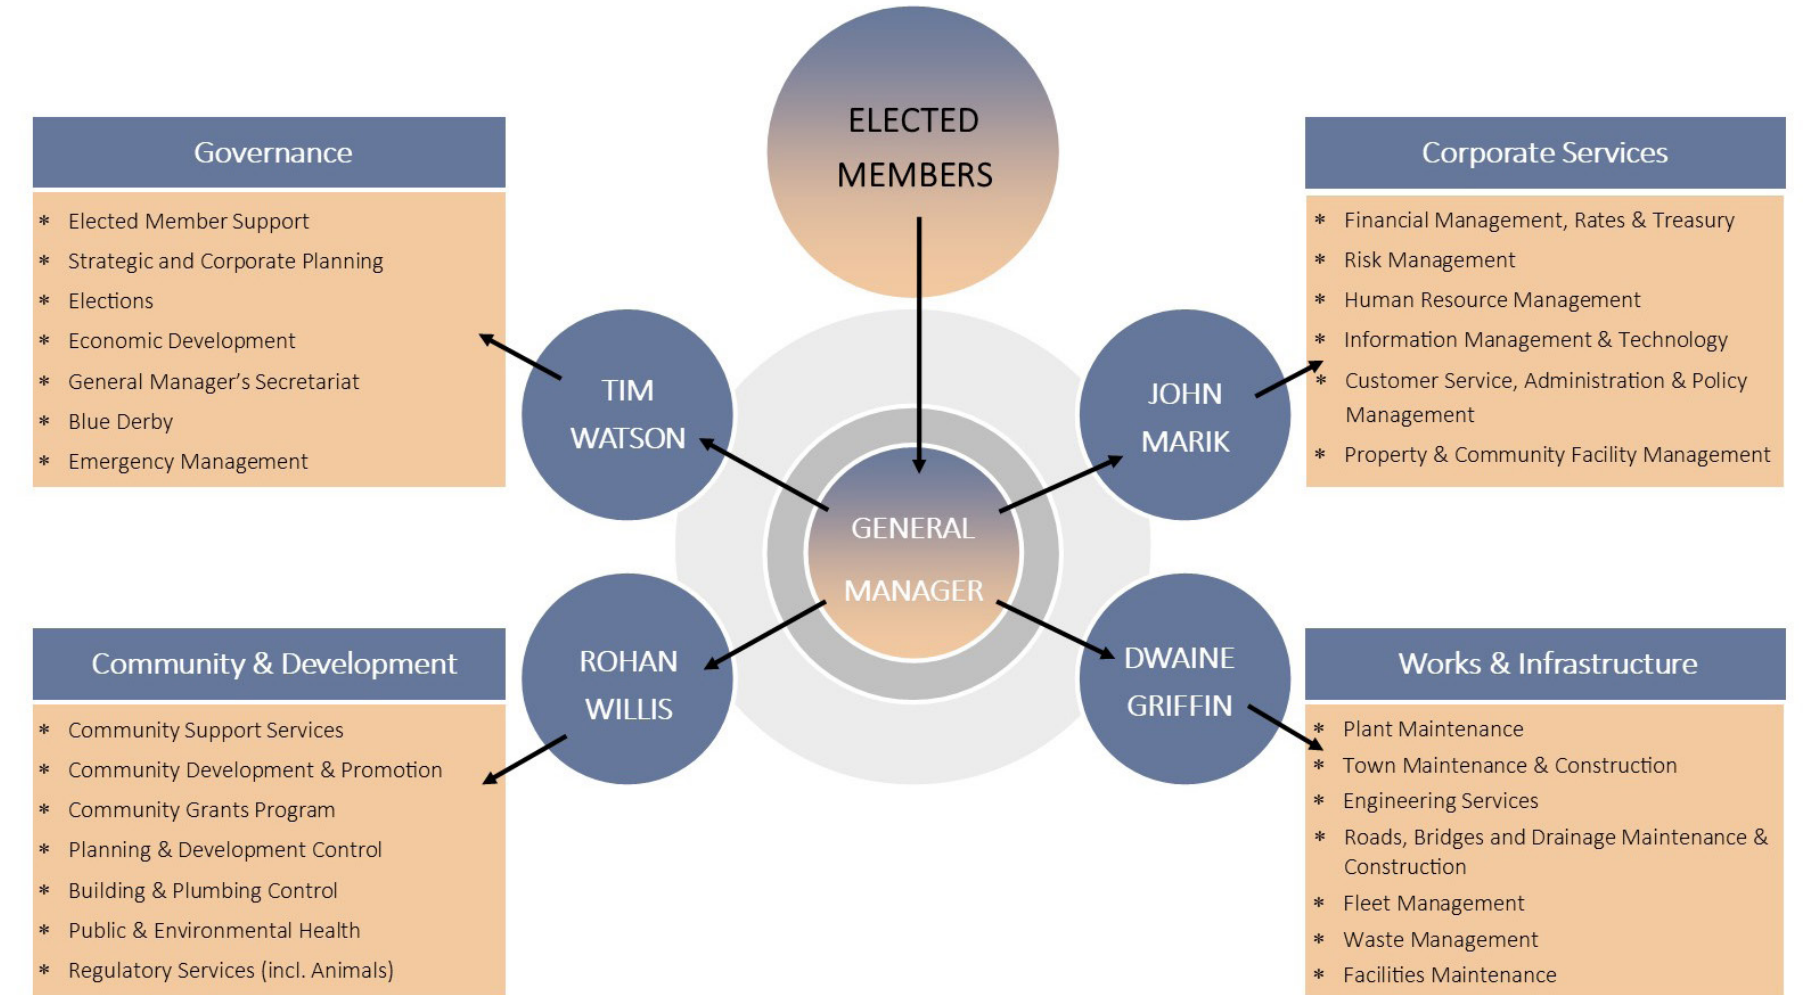 ELECTED
MEMBERS
Governance
* Elected Member Support
* Strategic and Corporate Planning
* Elections
* Economic Development
* General Manager’s Secretariat
* Blue Derby
* Emergency Management
Corporate Services
* Financial Management, Rates & Treasury
* Risk Management
* Human Resource Management
* Information Management & Technology
* Customer Service, Administration & Policy
Management
* Property & Community Facility Management
TIM
WATSON
JOHN
MARIK
GENERAL
MANAGER
ROHAN
WILLIS
DWAINE
GRIFFIN
Community & Development
* Community Support Services
* Community Development & Promotion
* Community Grants Program
* Planning & Development Control
* Building & Plumbing Control
* Public & Environmental Health
* Regulatory Services (incl. Animals)
Works & Infrastructure
* Plant Maintenance
* Town Maintenance & Construction
* Engineering Services
* Roads, Bridges and Drainage Maintenance &
Construction
* Fleet Management
* Waste Management
* Facilities Maintenance